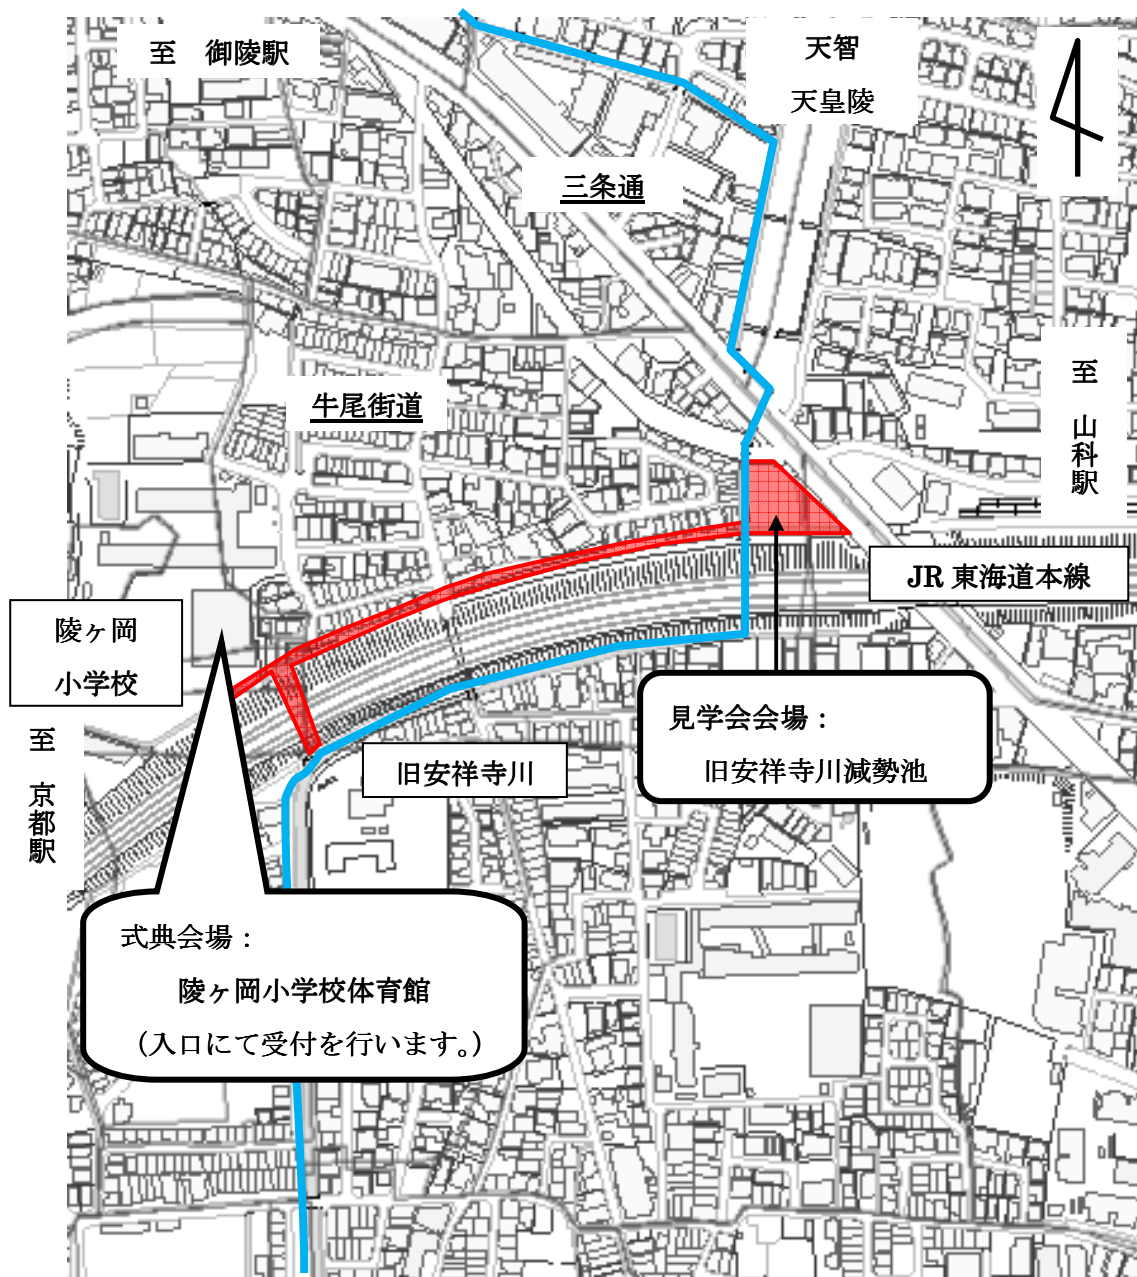 至　御陵駅
天智
天皇陵
三条通
牛尾街道
至　山科駅
JR 東海道本線
陵ヶ岡
小学校
至　京都駅
旧安祥寺川
見学会会場：
旧安祥寺川減勢池
式典会場：
陵ヶ岡小学校体育館
（入口にて受付を行います。）